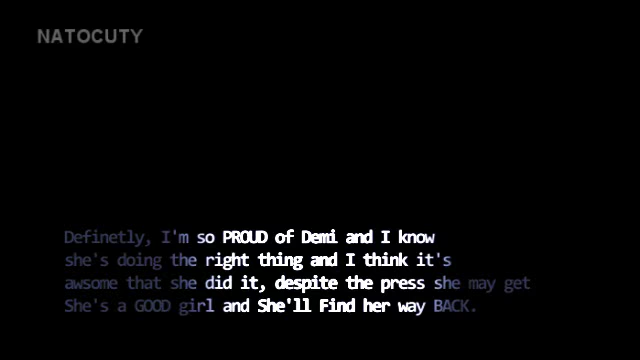 NATOCUTY
Definetly, I'm so PROUD of Demi and I know
she's doing the right thing and I think it's
awsome that she did it, despite the press she may get
She's a GOOD girl and She'll Find her way BACK.